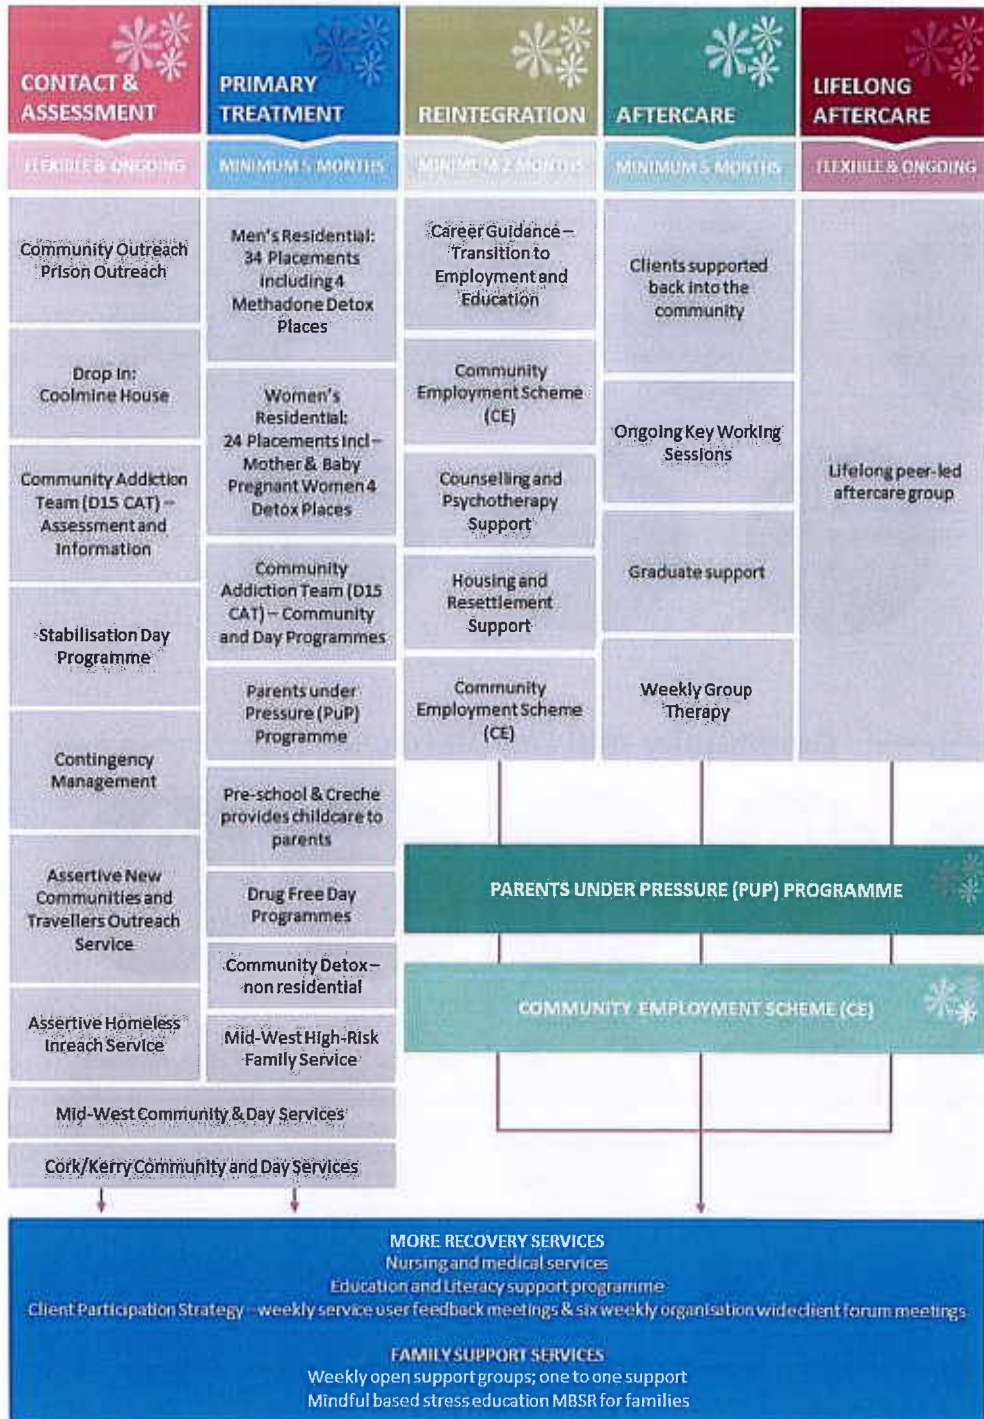 CONTACT &
ASSESSMENT
FLEXIBLE & ONGOING
Community Outreach
Prison Outreach
Drop In:
Coolmine House
Community Addiction
Team (D15 CAT) –
Assessment and
Information
Stabilisation Day
Programme
Contingency
Management
Assertive New
Communities and
Travellers Outreach
Service
Assertive Homeless
Inreach Service
PRIMARY
TREATMENT
MINIMUM 5 MONTHS
Men's Residential:
34 Placements
including 4
Methadone Detox
Places
Women's
Residential:
24 Placements Incl –
Mother & Baby
Pregnant Women 4
Detox Places
Community
Addiction Team (D15
CAT) – Community
and Day Programmes
Parents under
Pressure (PuP)
Programme
Pre-school & Creche
provides childcare to
parents
Drug Free Day
Programmes
Community Detox –
non residential
Mid-West High-Risk
Family Service
Mid-West Community & Day Services
Cork/Kerry Community and Day Services
REINTEGRATION
MINIMUM 2 MONTHS
Career Guidance –
Transition to
Employment and
Education
Community
Employment Scheme
(CE)
Counselling and
Psychotherapy
Support
Housing and
Resettlement
Support
Community
Employment Scheme
(CE)
AFTERCARE
MINIMUM 5 MONTHS
Clients supported
back into the
community
Ongoing Key Working
Sessions
Graduate support
Weekly Group
Therapy
LIFELONG
AFTERCARE
FLEXIBLE & ONGOING
Lifelong peer-led
aftercare group
PARENTS UNDER PRESSURE (PUP) PROGRAMME
COMMUNITY EMPLOYMENT SCHEME (CE)
MORE RECOVERY SERVICES
Nursing and medical services
Education and Literacy support programme
Client Participation Strategy – weekly service user feedback meetings & six weekly organisation wide client forum meetings
FAMILY SUPPORT SERVICES
Weekly open support groups; one to one support
Mindful based stress education MBSR for families